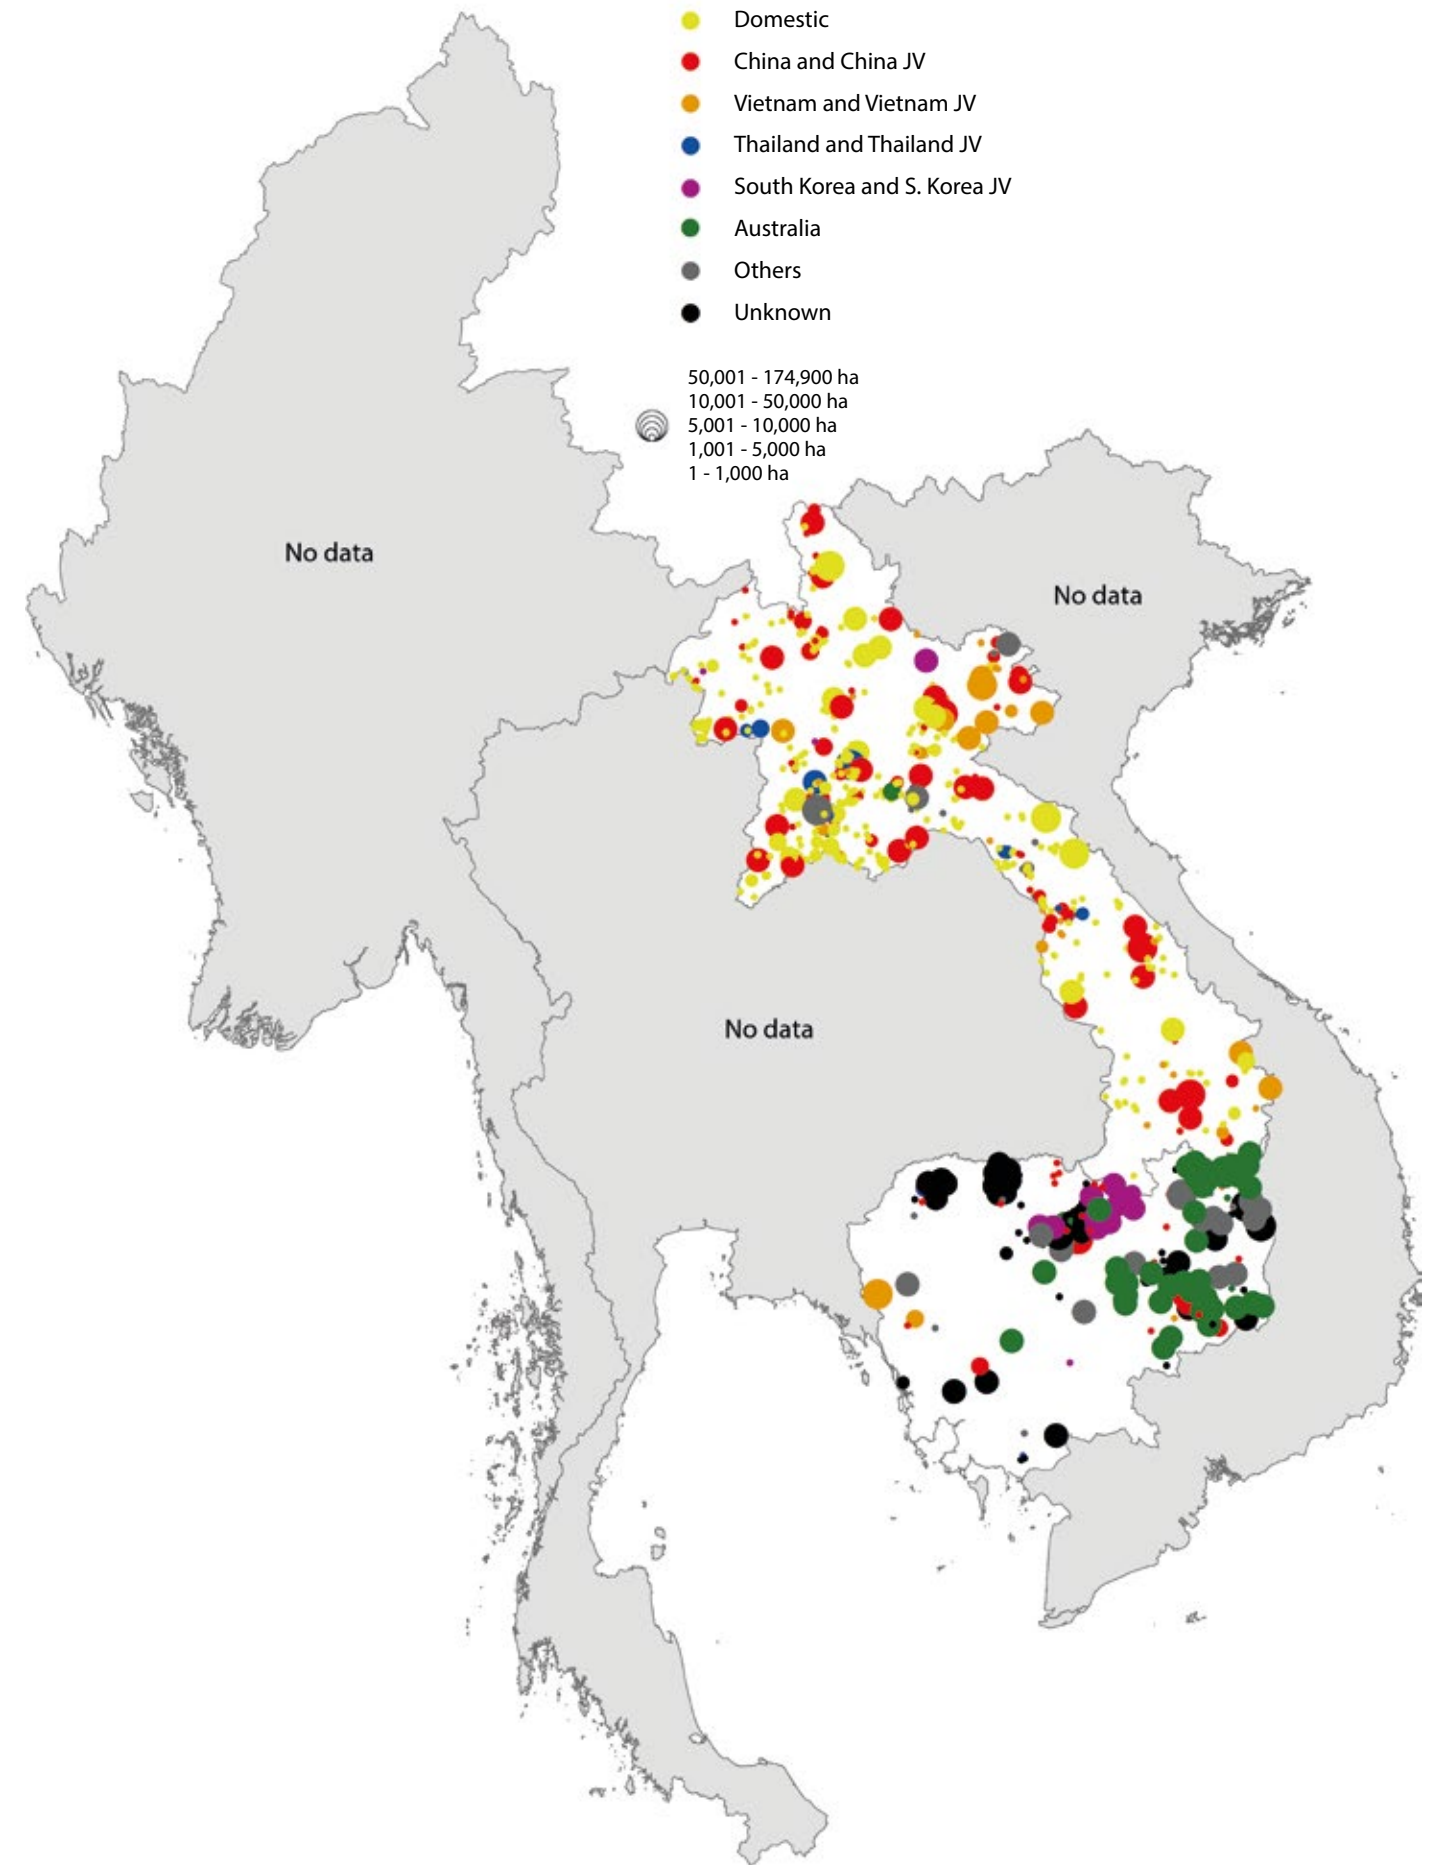 Domestic
China and China JV
Vietnam and Vietnam JV
Thailand and Thailand JV
South Korea and S. Korea JV
Australia
Others
Unknown
50,001 - 174,900 ha
10,001 - 50,000 ha
5,001 - 10,000 ha
1,001 - 5,000 ha
1 - 1,000 ha
No data
No data
No data